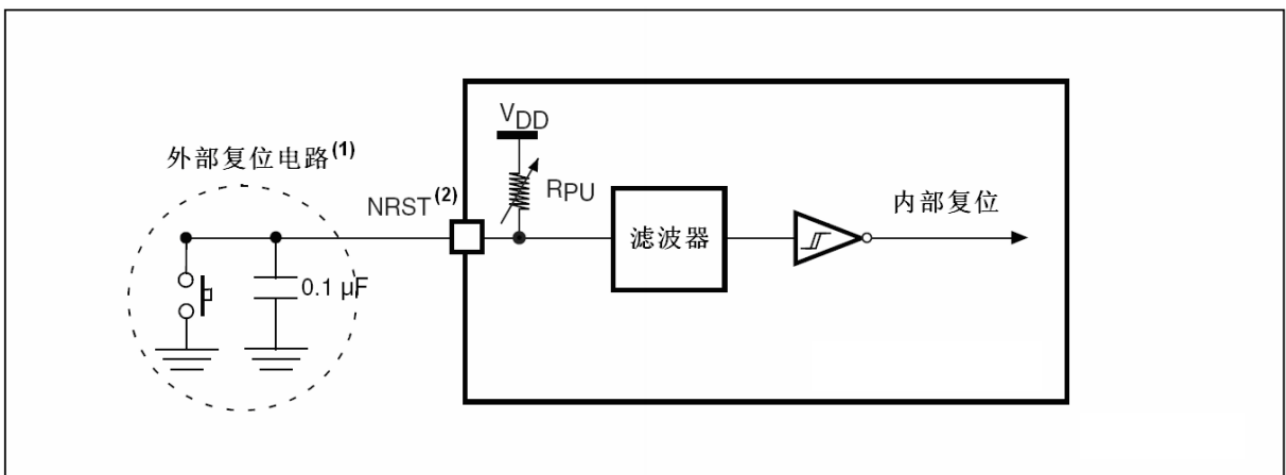 VDD
外部复位电路(1)
NRST(2)
RPU
滤波器
内部复位
0.1 μF